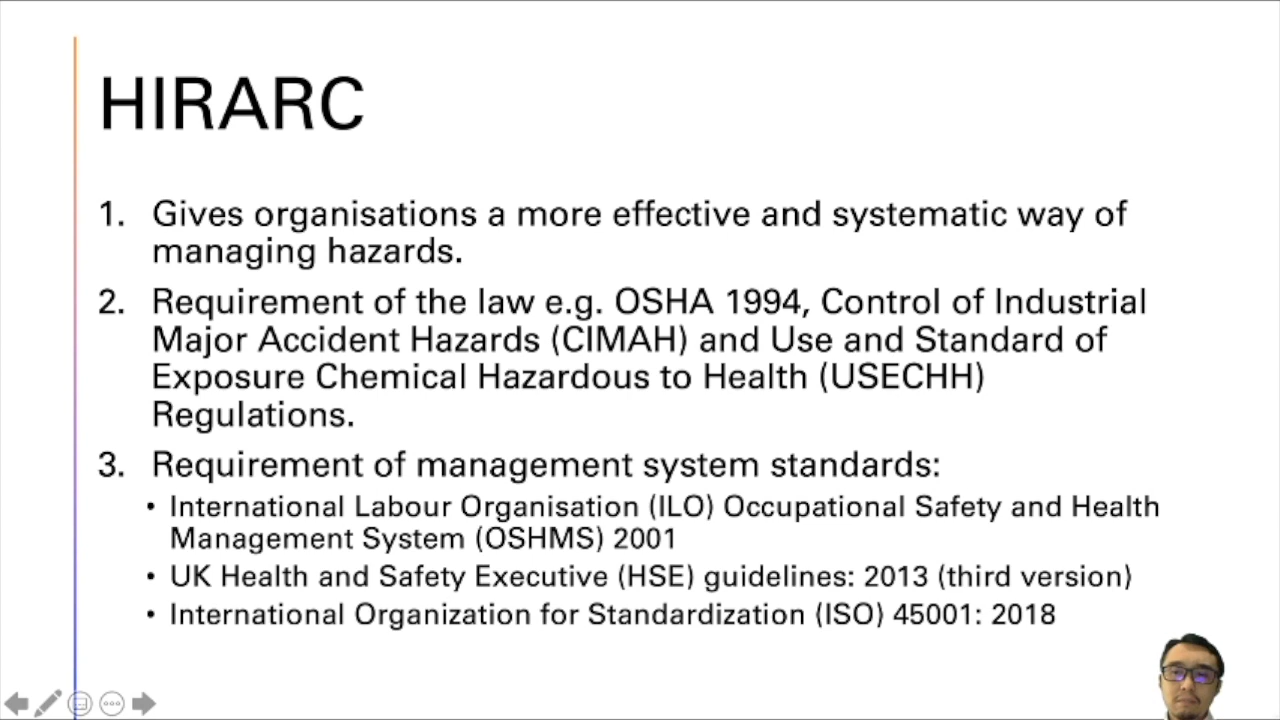 HIRARC
1. Gives organisations a more effective and systematic way of
managing hazards.
2. Requirement of the law e.g. OSHA 1994, Control of Industrial
Major Accident Hazards (CIMAH) and Use and Standard of
Exposure Chemical Hazardous to Health (USECHH)
Regulations.
3. Requirement of management system standards:
• International Labour Organisation (ILO) Occupational Safety and Health
Management System (OSHMS) 2001
• UK Health and Safety Executive (HSE) guidelines: 2013 (third version)
• International Organization for Standardization (ISO) 45001: 2018